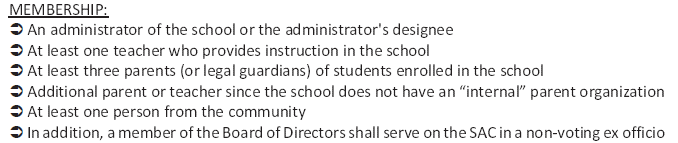 MEMBERSHIP:
➲ An administrator of the school or the administrator's designee
➲ At least one teacher who provides instruction in the school
➲ At least three parents (or legal guardians) of students enrolled in the school
➲ Additional parent or teacher since the school does not have an “internal” parent organization
➲ At least one person from the community
➲ In addition, a member of the Board of Directors shall serve on the SAC in a non-voting ex officio